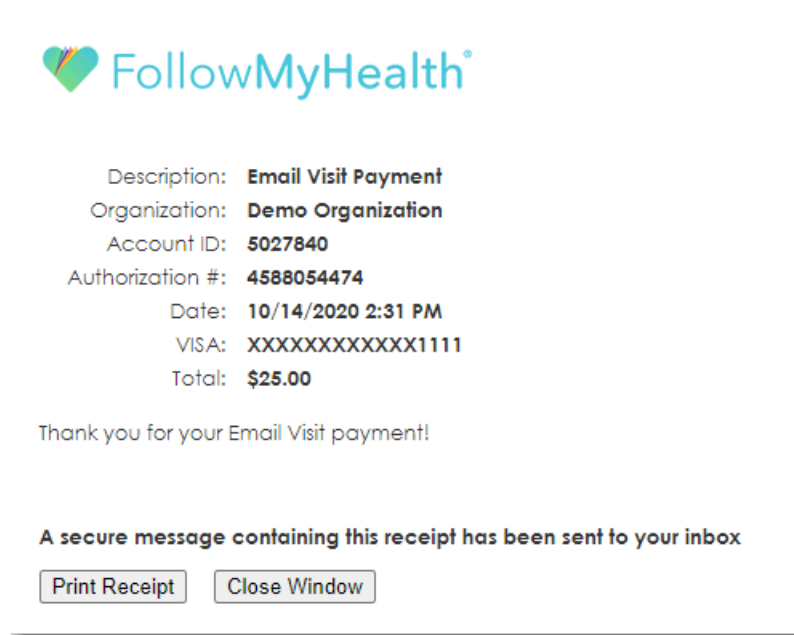 FollowMyHealth®
Description: Email Visit Payment
Organization: Demo Organization
Account ID: 5027840
Authorization #: 4588054474
Date: 10/14/2020 2:31 PM
VISA: XXXXXXXXXXXX1111
Total: $25.00
Thank you for your Email Visit payment!
A secure message containing this receipt has been sent to your inbox
Print Receipt Close Window